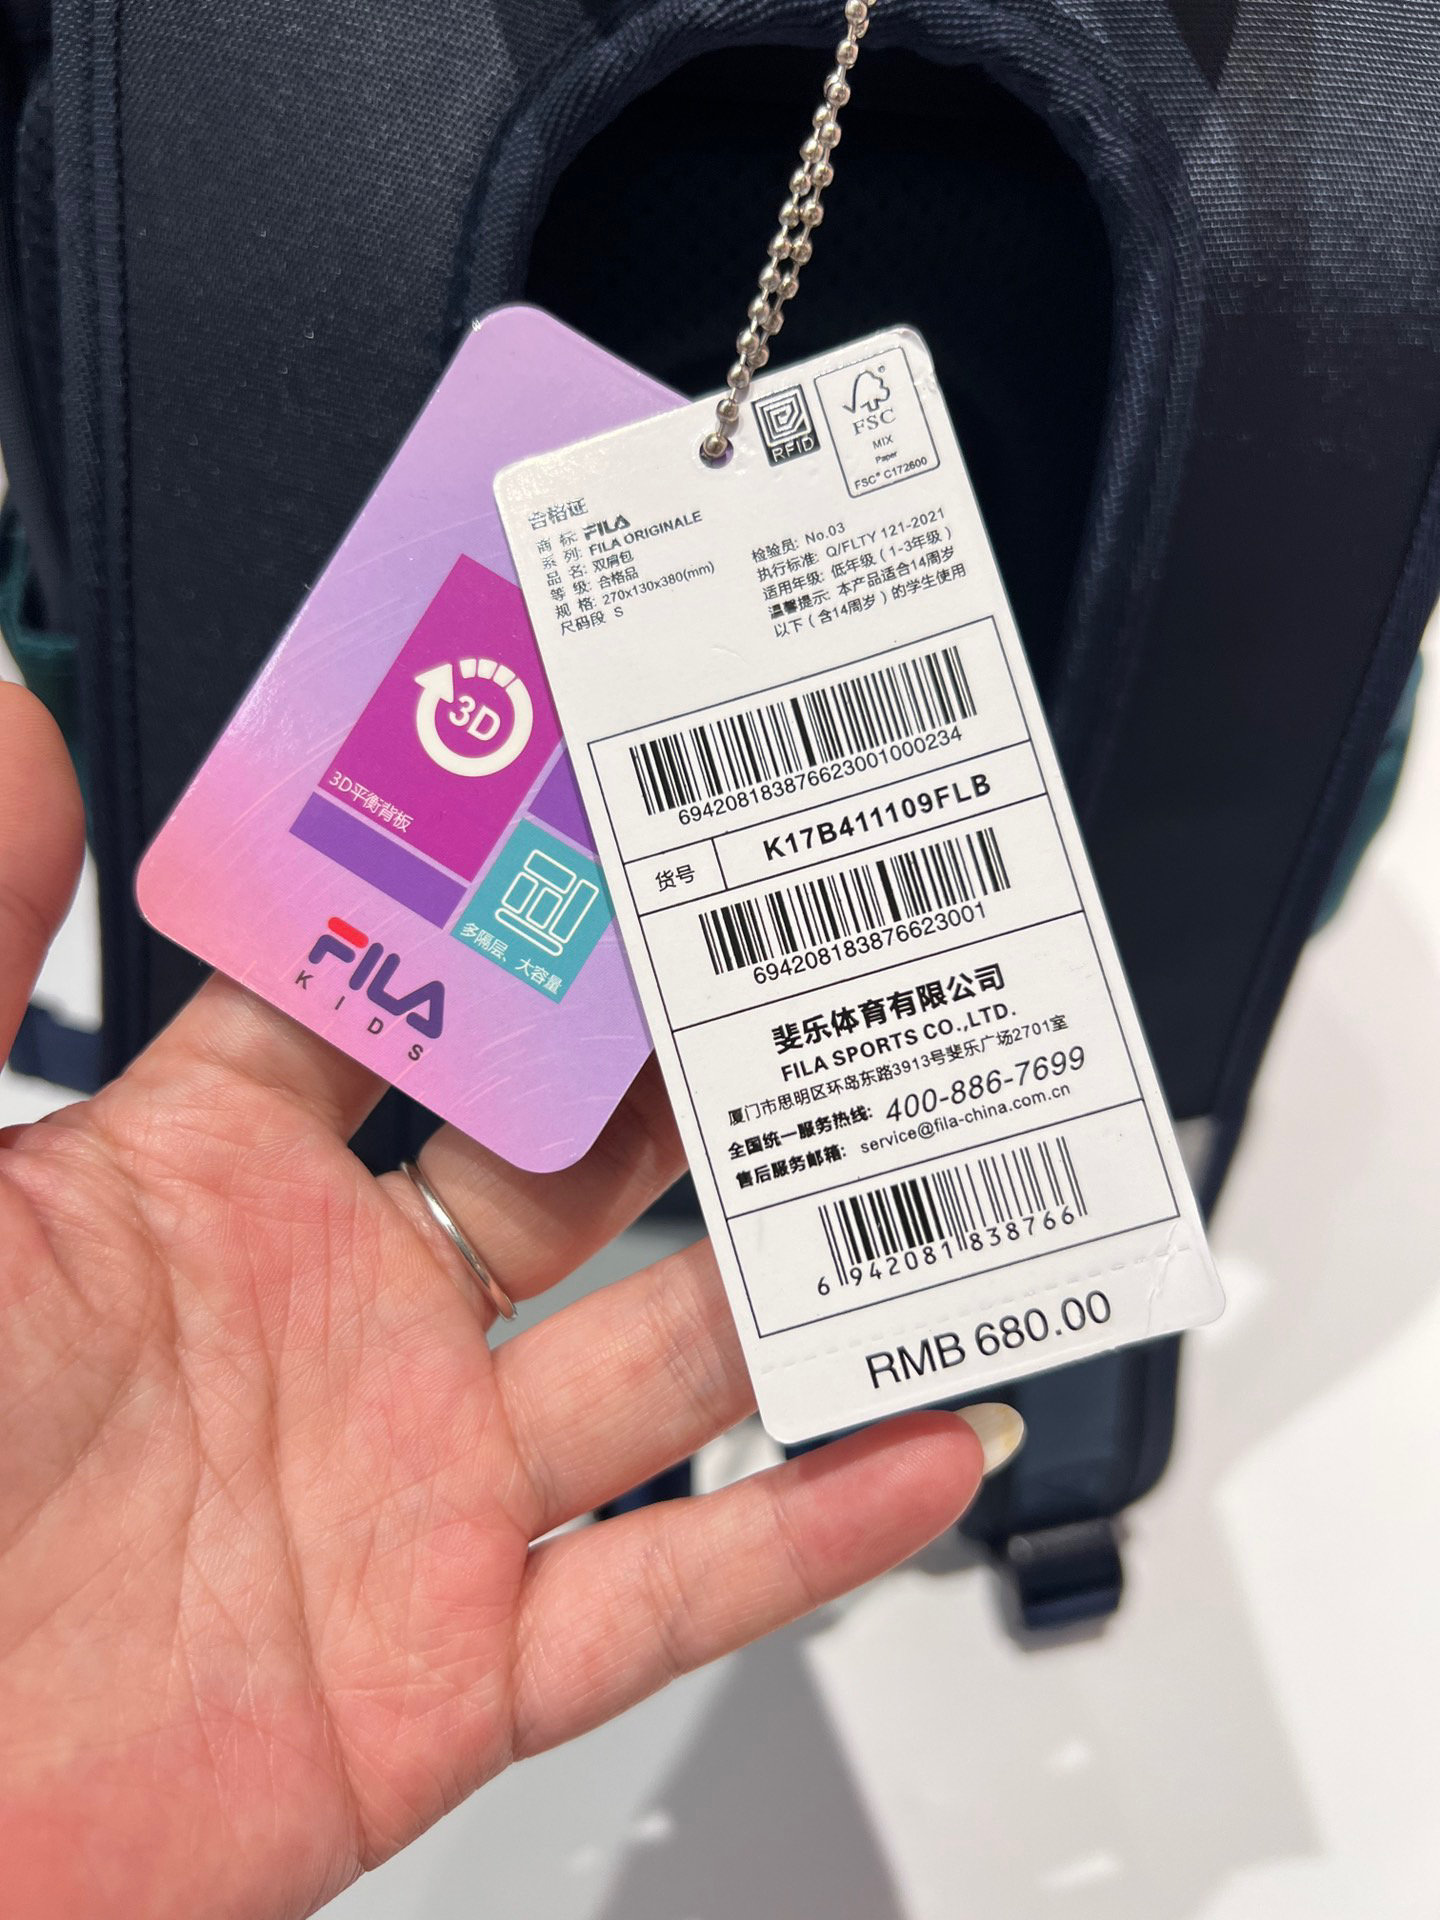 RFID
FSC
MIX
Paper
FSC® C172600
合格证
商 标: FILA
系 列: FILA ORIGINALE
品 名: 双肩包
等 级: 合格品
规 格: 270x130x380(mm)
尺码段 S
检验员: No.03
执行标准: Q/FLTY 121-2021
适用年级: 低年级（1-3年级）
温馨提示: 本产品适合14周岁
以下（含14周岁）的学生使用
694208183876623001000234
货号 K17B411109FLB
694208183876623001
斐乐体育有限公司
FILA SPORTS CO.,LTD.
厦门市思明区环岛东路3913号斐乐广场2701室
全国统一服务热线: 400-886-7699
售后服务邮箱: service@fila-china.com.cn
6 942081 838766
RMB 680.00
3D
3D平衡背板
多隔层、大容量
FILA
KIDS